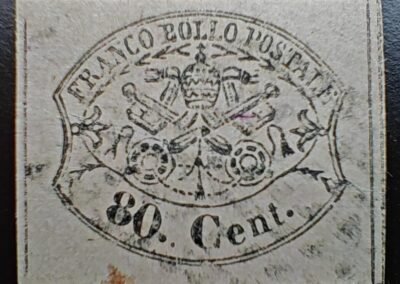 FRANCO BOLLO POSTALE
80. Cent.